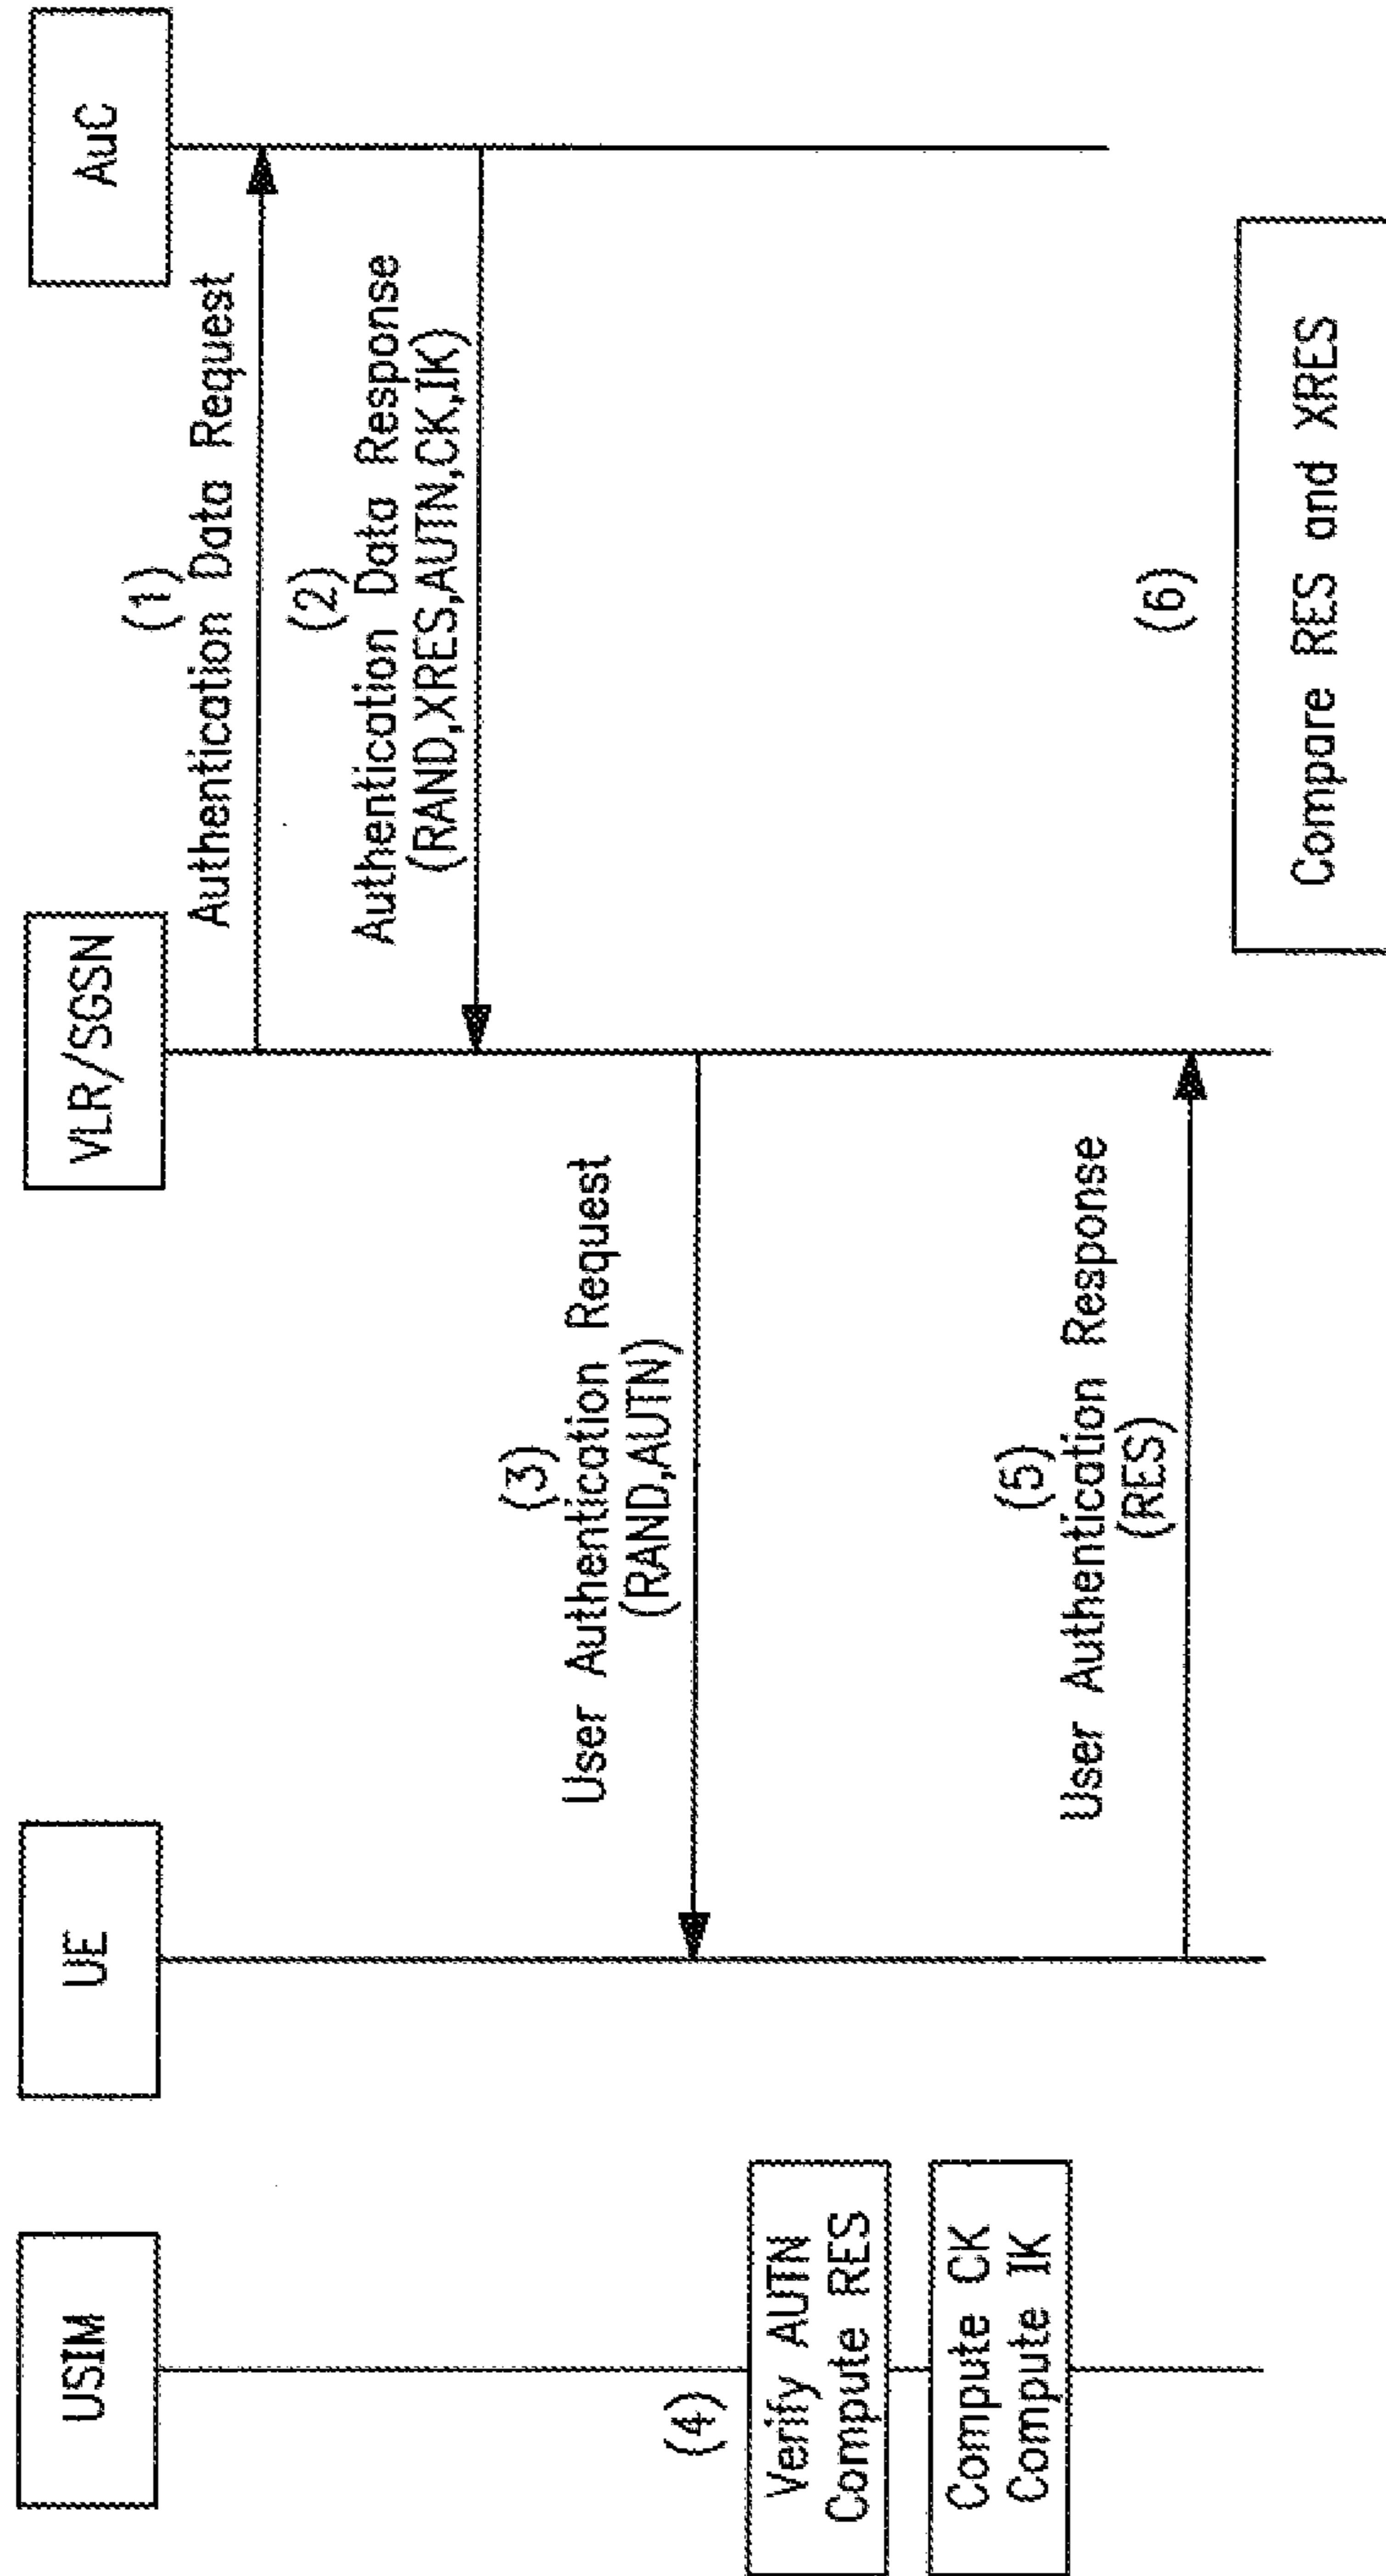 USIM
UE
VLR/SGSN
AuC
(1)
Authentication Data Request
(2)
Authentication Data Response
(RAND,XRES,AUTN,CK,IK)
(3)
User Authentication Request
(RAND,AUTN)
(4)
Verify AUTN
Compute RES
Compute CK
Compute IK
(5)
User Authentication Response
(RES)
(6)
Compare RES and XRES